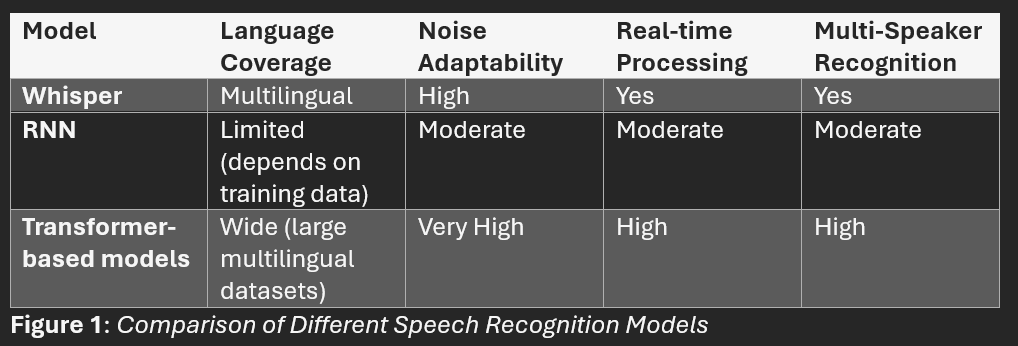 Model Language Coverage Noise Adaptability Real-time Processing Multi-Speaker Recognition
Whisper Multilingual High Yes Yes
RNN Limited (depends on training data) Moderate Moderate Moderate
Transformer-based models Wide (large multilingual datasets) Very High High High
Figure 1: Comparison of Different Speech Recognition Models